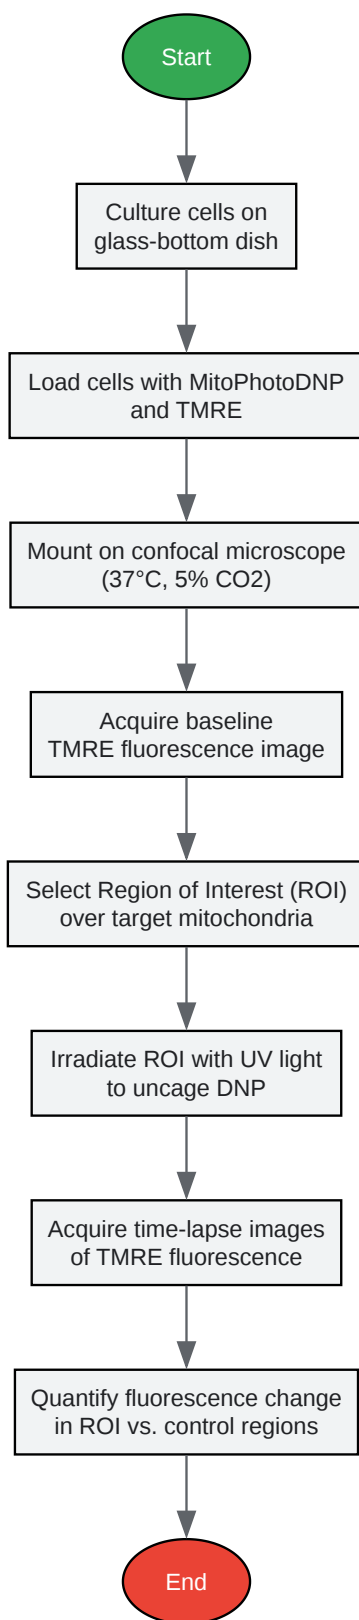 Start
Culture cells on
glass-bottom dish
Load cells with MitoPhotoDNP
and TMRE
Mount on confocal microscope
(37°C, 5% CO2)
Acquire baseline
TMRE fluorescence image
Select Region of Interest (ROI)
over target mitochondria
Irradiate ROI with UV light
to uncage DNP
Acquire time-lapse images
of TMRE fluorescence
Quantify fluorescence change
in ROI vs. control regions
End